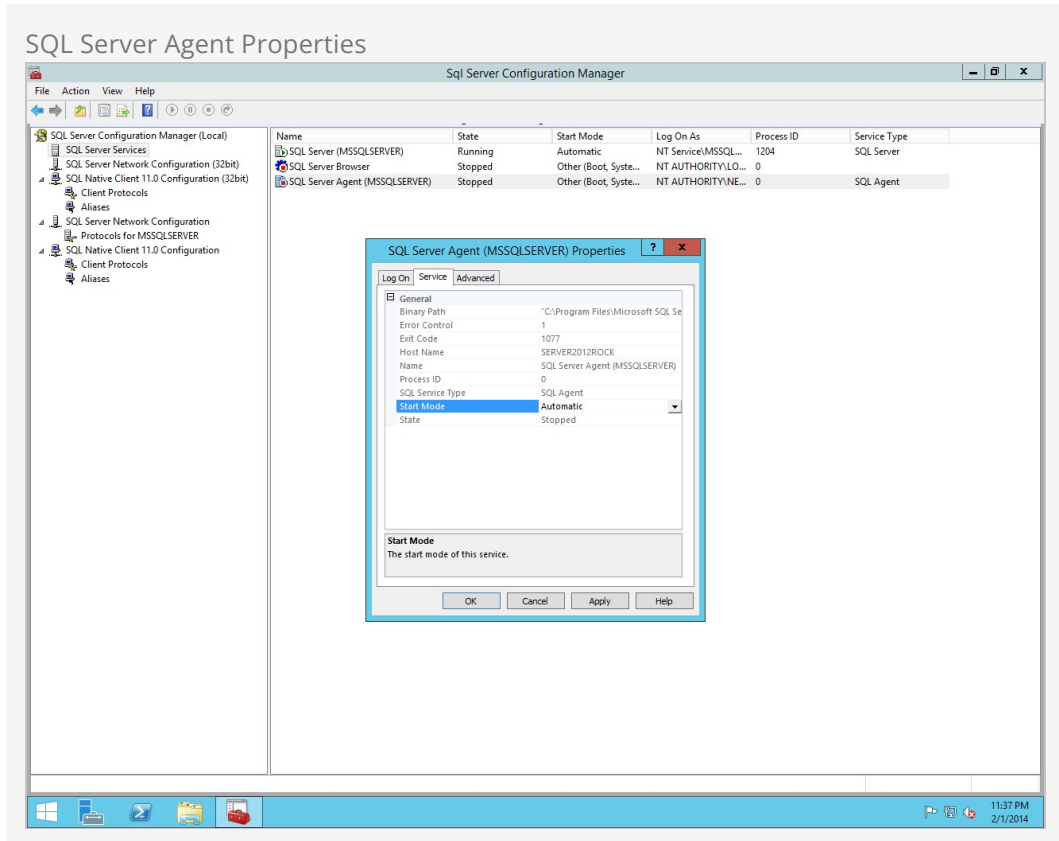 SQL Server Agent Properties
Sql Server Configuration Manager
File Action View Help
SQL Server Configuration Manager (Local)
SQL Server Services
SQL Server Network Configuration (32bit)
SQL Native Client 11.0 Configuration (32bit)
Client Protocols
Aliases
SQL Server Network Configuration
Protocols for MSSQLSERVER
SQL Native Client 11.0 Configuration
Client Protocols
Aliases
Name State Start Mode Log On As Process ID Service Type
SQL Server (MSSQLSERVER) Running Automatic NT Service\MSSQL... 1204 SQL Server
SQL Server Browser Stopped Other (Boot, Syste... NT AUTHORITY\LO... 0
SQL Server Agent (MSSQLSERVER) Stopped Other (Boot, Syste... NT AUTHORITY\NE... 0 SQL Agent
SQL Server Agent (MSSQLSERVER) Properties
Log On Service Advanced
General
Binary Path "C:\Program Files\Microsoft SQL Se
Error Control 1
Exit Code 1077
Host Name SERVER2012ROCK
Name SQL Server Agent (MSSQLSERVER)
Process ID 0
SQL Service Type SQL Agent
Start Mode Automatic
State Stopped
Start Mode
The start mode of this service.
OK Cancel Apply Help
11:37 PM
2/1/2014